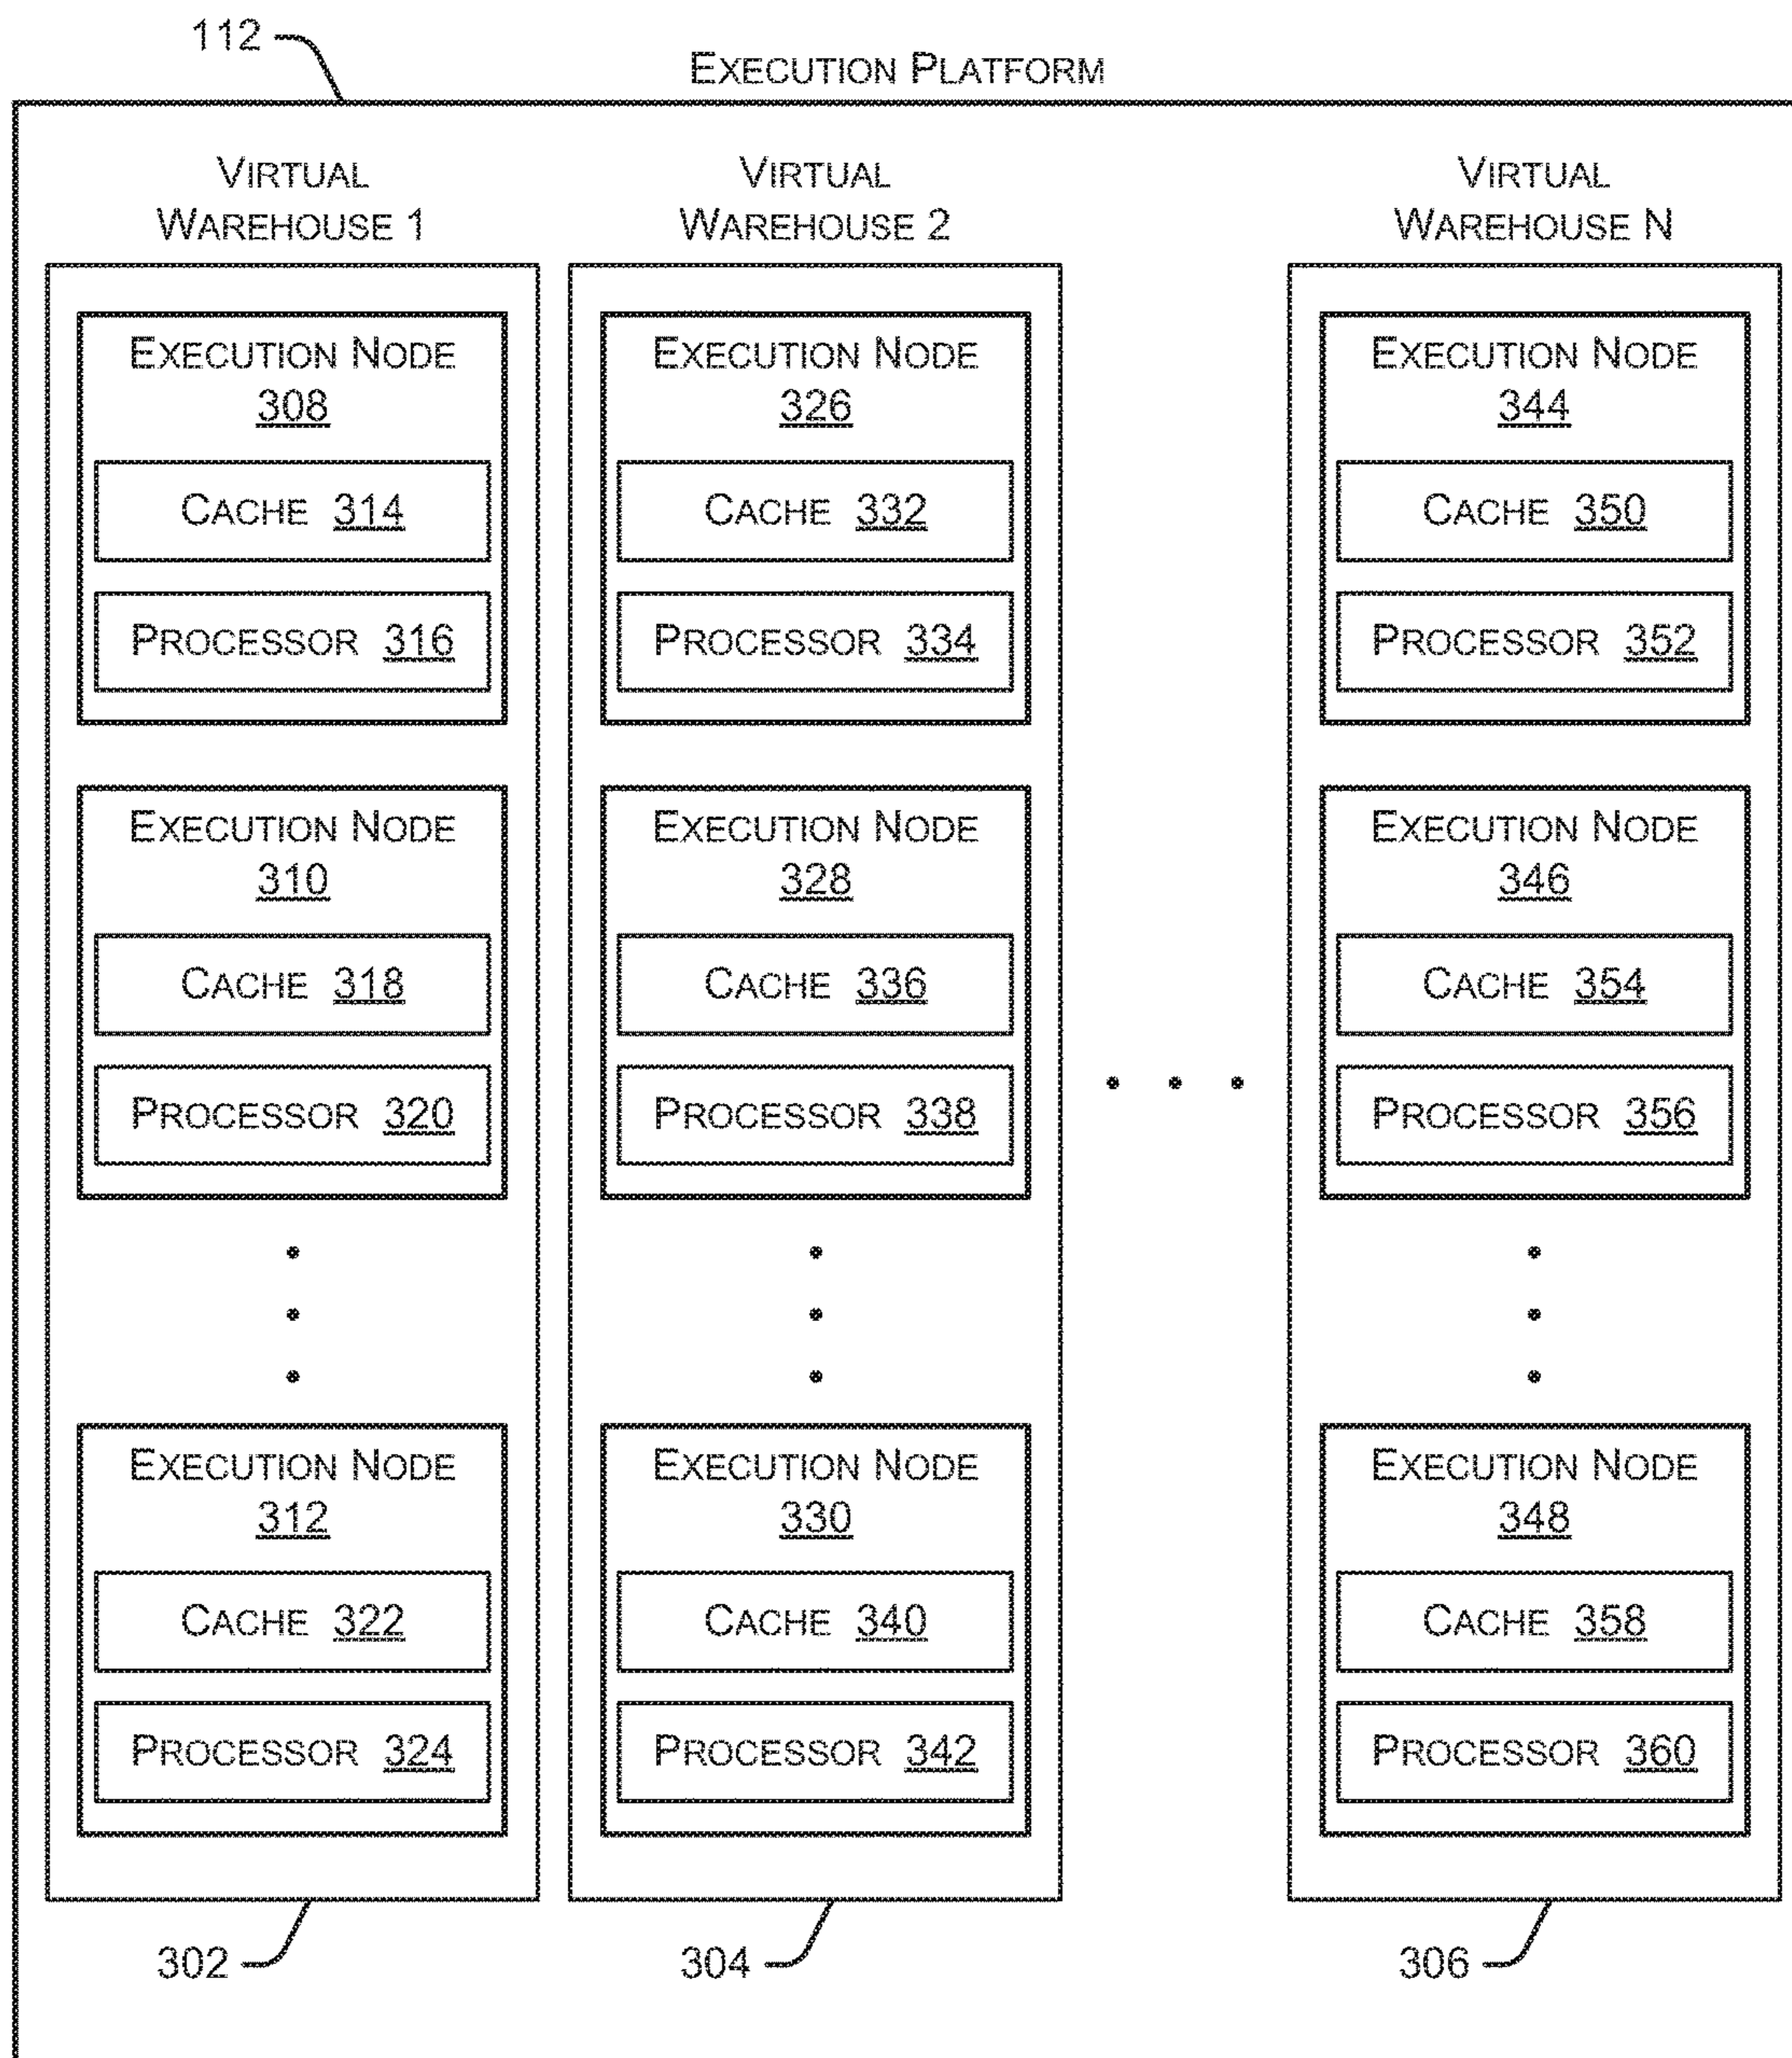 112
EXECUTION PLATFORM
VIRTUAL
WAREHOUSE 1
EXECUTION NODE
308
CACHE 314
PROCESSOR 316
EXECUTION NODE
310
CACHE 318
PROCESSOR 320
EXECUTION NODE
312
CACHE 322
PROCESSOR 324
302
VIRTUAL
WAREHOUSE 2
EXECUTION NODE
326
CACHE 332
PROCESSOR 334
EXECUTION NODE
328
CACHE 336
PROCESSOR 338
EXECUTION NODE
330
CACHE 340
PROCESSOR 342
304
VIRTUAL
WAREHOUSE N
EXECUTION NODE
344
CACHE 350
PROCESSOR 352
EXECUTION NODE
346
CACHE 354
PROCESSOR 356
EXECUTION NODE
348
CACHE 358
PROCESSOR 360
306